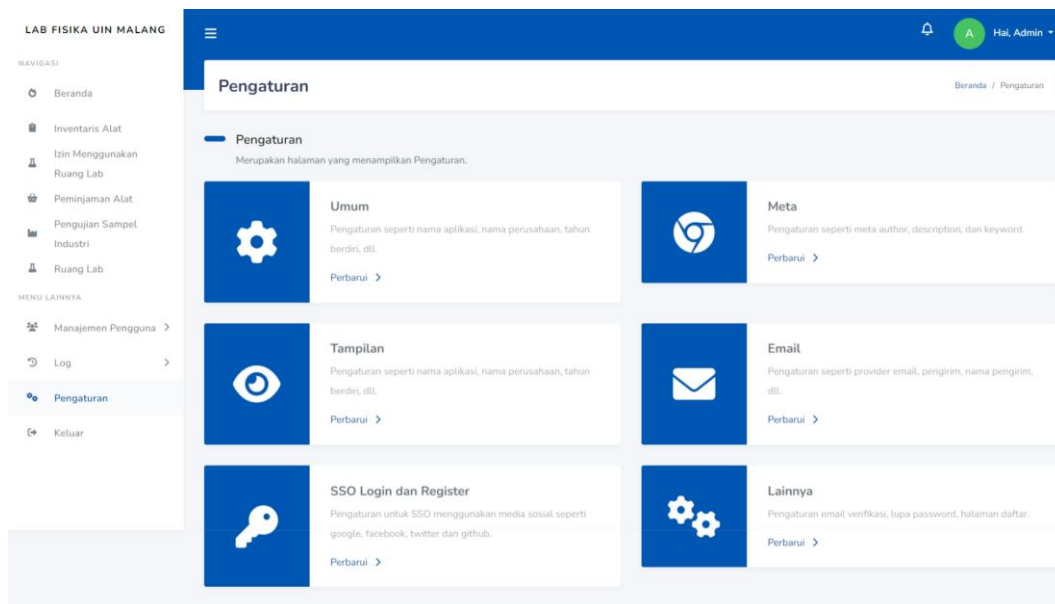 LAB FISIKA UIN MALANG
NAVIGASI
Beranda
Inventaris Alat
Izin Menggunakan
Ruang Lab
Peminjaman Alat
Pengujian Sampel
Industri
Ruang Lab
MENU LAINNYA
Manajemen Pengguna
Log
Pengaturan
Keluar
A
Hai, Admin
Pengaturan
Beranda / Pengaturan
Pengaturan
Merupakan halaman yang menampilkan Pengaturan.
Umum
Pengaturan seperti nama aplikasi, nama perusahaan, tahun
berdiri, dll.
Perbarui
Meta
Pengaturan seperti meta author, description, dan keyword.
Perbarui
Tampilan
Pengaturan seperti nama aplikasi, nama perusahaan, tahun
berdiri, dll.
Perbarui
Email
Pengaturan seperti provider email, pengirim, nama pengirim,
dll.
Perbarui
SSO Login dan Register
Pengaturan untuk SSO menggunakan media sosial seperti
google, facebook, twitter dan github.
Perbarui
Lainnya
Pengaturan email verifikasi, lupa password, halaman daftar.
Perbarui